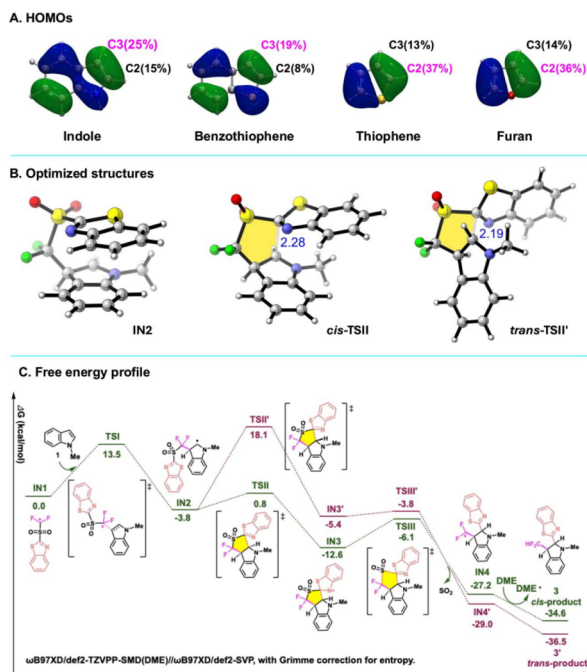 A. HOMOs
C3(25%)
C2(15%)
C3(19%)
C2(8%)
C3(13%)
C2(37%)
C3(14%)
C2(36%)
Indole
Benzothiophene
Thiophene
Furan
B. Optimized structures
2.28
2.19
IN2
cis-TSII
trans-TSII'
C. Free energy profile
ΔG (kcal/mol)
IN1
0.0
1
Me
TSI
13.5
IN2
-3.8
TSII'
18.1
TSII
0.8
IN3'
-5.4
IN3
-12.6
TSIII'
-3.8
TSIII
-6.1
SO2
IN4
-27.2
IN4'
-29.0
DME
DME
3
cis-product
-34.6
-36.5
3'
trans-product
ωB97XD/def2-TZVPP-SMD(DME)//ωB97XD/def2-SVP, with Grimme correction for entropy.